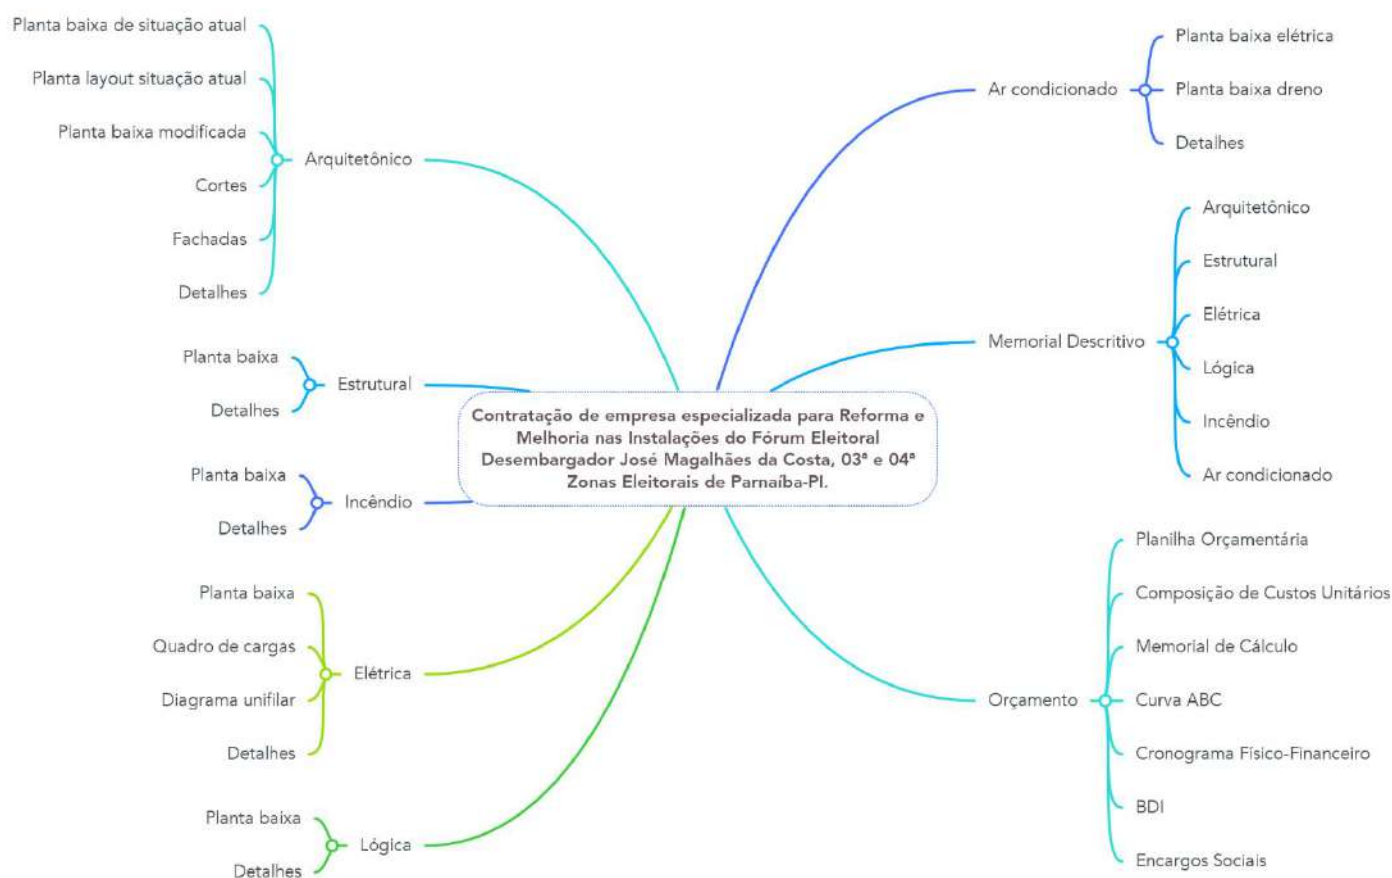 Contratação de empresa especializada para Reforma e
Melhoria nas Instalações do Fórum Eleitoral
Desembargador José Magalhães da Costa, 03ª e 04ª
Zonas Eleitorais de Parnaíba-PI.
Arquitetônico
Planta baixa de situação atual
Planta layout situação atual
Planta baixa modificada
Cortes
Fachadas
Detalhes
Estrutural
Planta baixa
Detalhes
Incêndio
Planta baixa
Detalhes
Elétrica
Planta baixa
Quadro de cargas
Diagrama unifilar
Detalhes
Lógica
Planta baixa
Detalhes
Ar condicionado
Planta baixa elétrica
Planta baixa dreno
Detalhes
Memorial Descritivo
Arquitetônico
Estrutural
Elétrica
Lógica
Incêndio
Ar condicionado
Orçamento
Planilha Orçamentária
Composição de Custos Unitários
Memorial de Cálculo
Curva ABC
Cronograma Físico-Financeiro
BDI
Encargos Sociais